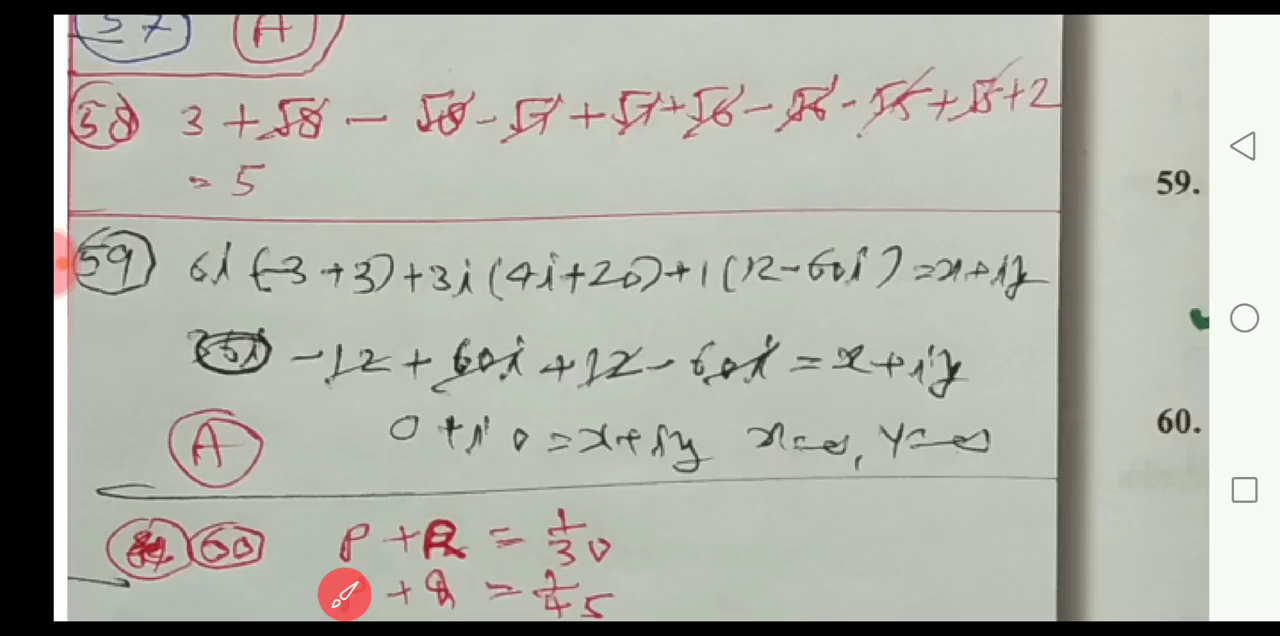 57 A
58 3 + √8 - √8 - √7 + √7 + √6 - √6 - √5 + √5 + 2
= 5
59.
59 6i (-3 + 3) + 3i (4i + 20) + 1 (12 - 60i) = x + iy
- 12 + 60i + 12 - 60i = x + iy
A 0 + i 0 = x + iy x=0, y=0
60.
60 P + R = 1/30
+ Q = 1/45